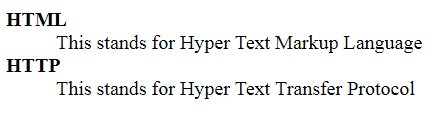 HTML
This stands for Hyper Text Markup Language
HTTP
This stands for Hyper Text Transfer Protocol